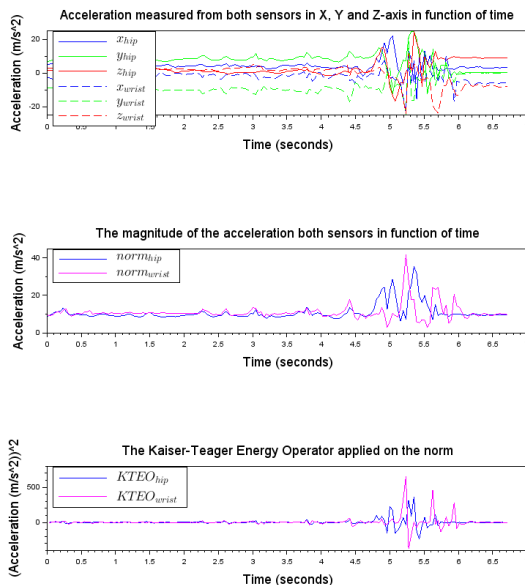 Acceleration measured from both sensors in X, Y and Z-axis in function of time
Acceleration (m/s^2)
20
0
-20
x_hip
y_hip
z_hip
x_wrist
y_wrist
z_wrist
0 0.5 1 1.5 2 2.5 3 3.5 4 4.5 5 5.5 6 6.5
Time (seconds)
The magnitude of the acceleration both sensors in function of time
Acceleration (m/s^2)
40
20
0
norm_hip
norm_wrist
0 0.5 1 1.5 2 2.5 3 3.5 4 4.5 5 5.5 6 6.5
Time (seconds)
The Kaiser-Teager Energy Operator applied on the norm
(Acceleration (m/s^2))^2
500
0
KTEO_hip
KTEO_wrist
0 0.5 1 1.5 2 2.5 3 3.5 4 4.5 5 5.5 6 6.5
Time (seconds)